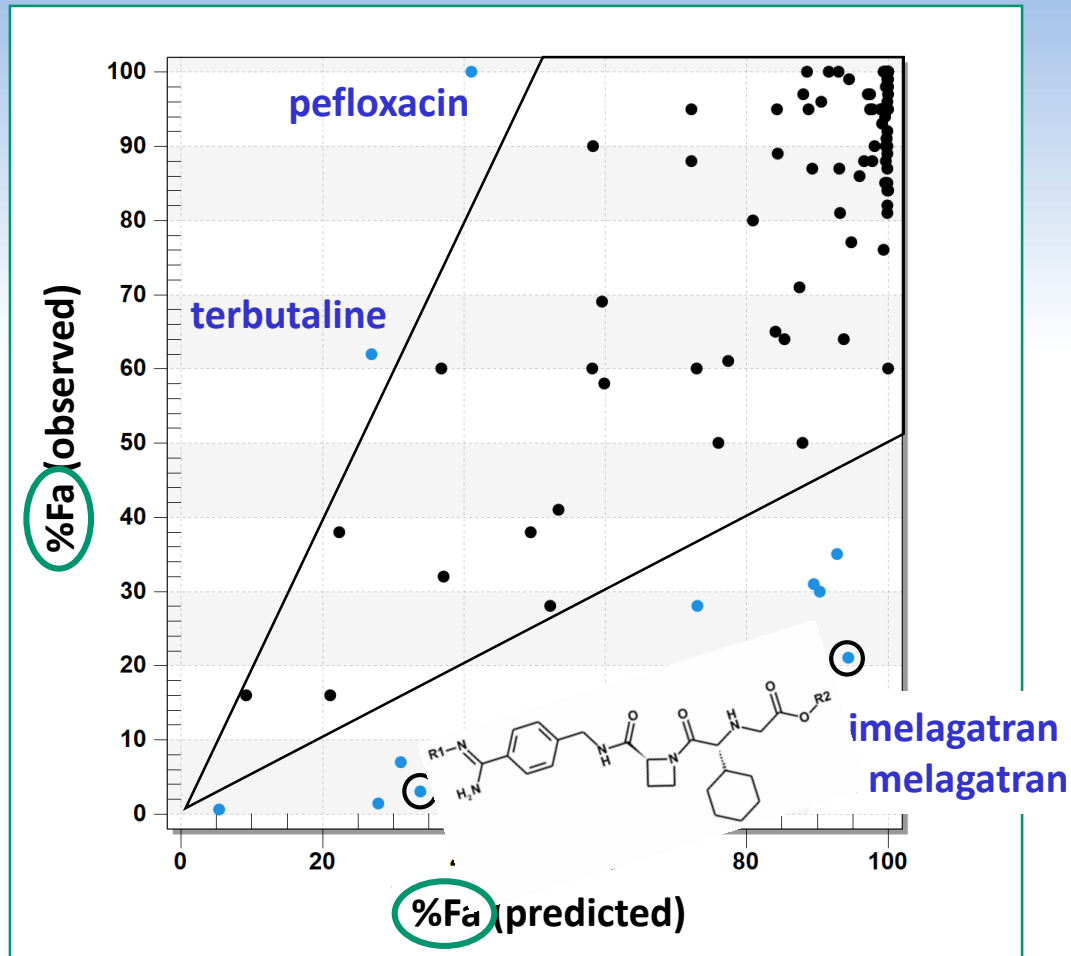 100
90
80
70
60
50
40
30
20
10
0
%Fa (observed)
pefloxacin
terbutaline
imelagatran
melagatran
R1
N
H₂N
O
N
H
O
N
H
N
O
O
R2
0
20
80
100
%Fa (predicted)